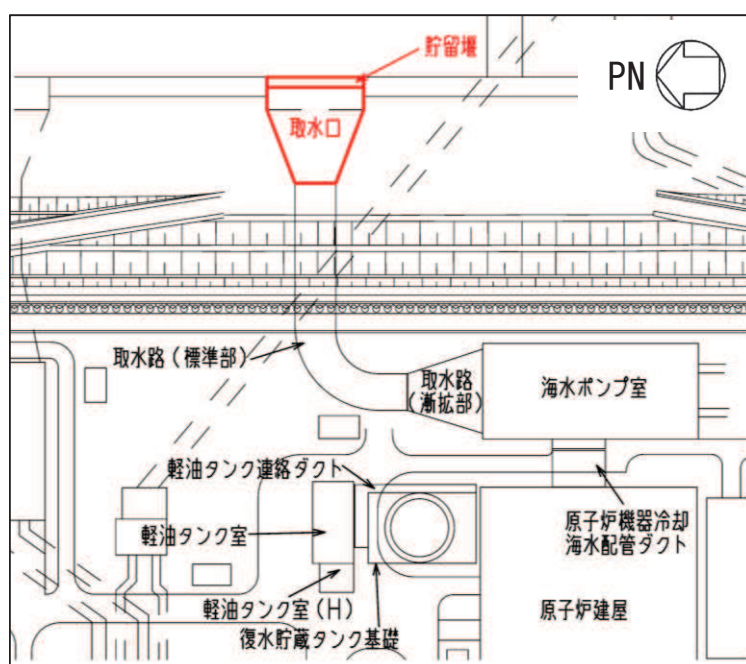 貯留堰
PN
取水口
取水路（標準部）
取水路
（漸拡部）
海水ポンプ室
軽油タンク連絡ダクト
軽油タンク室
原子炉機器冷却
海水配管ダクト
軽油タンク室（H）
復水貯蔵タンク基礎
原子炉建屋